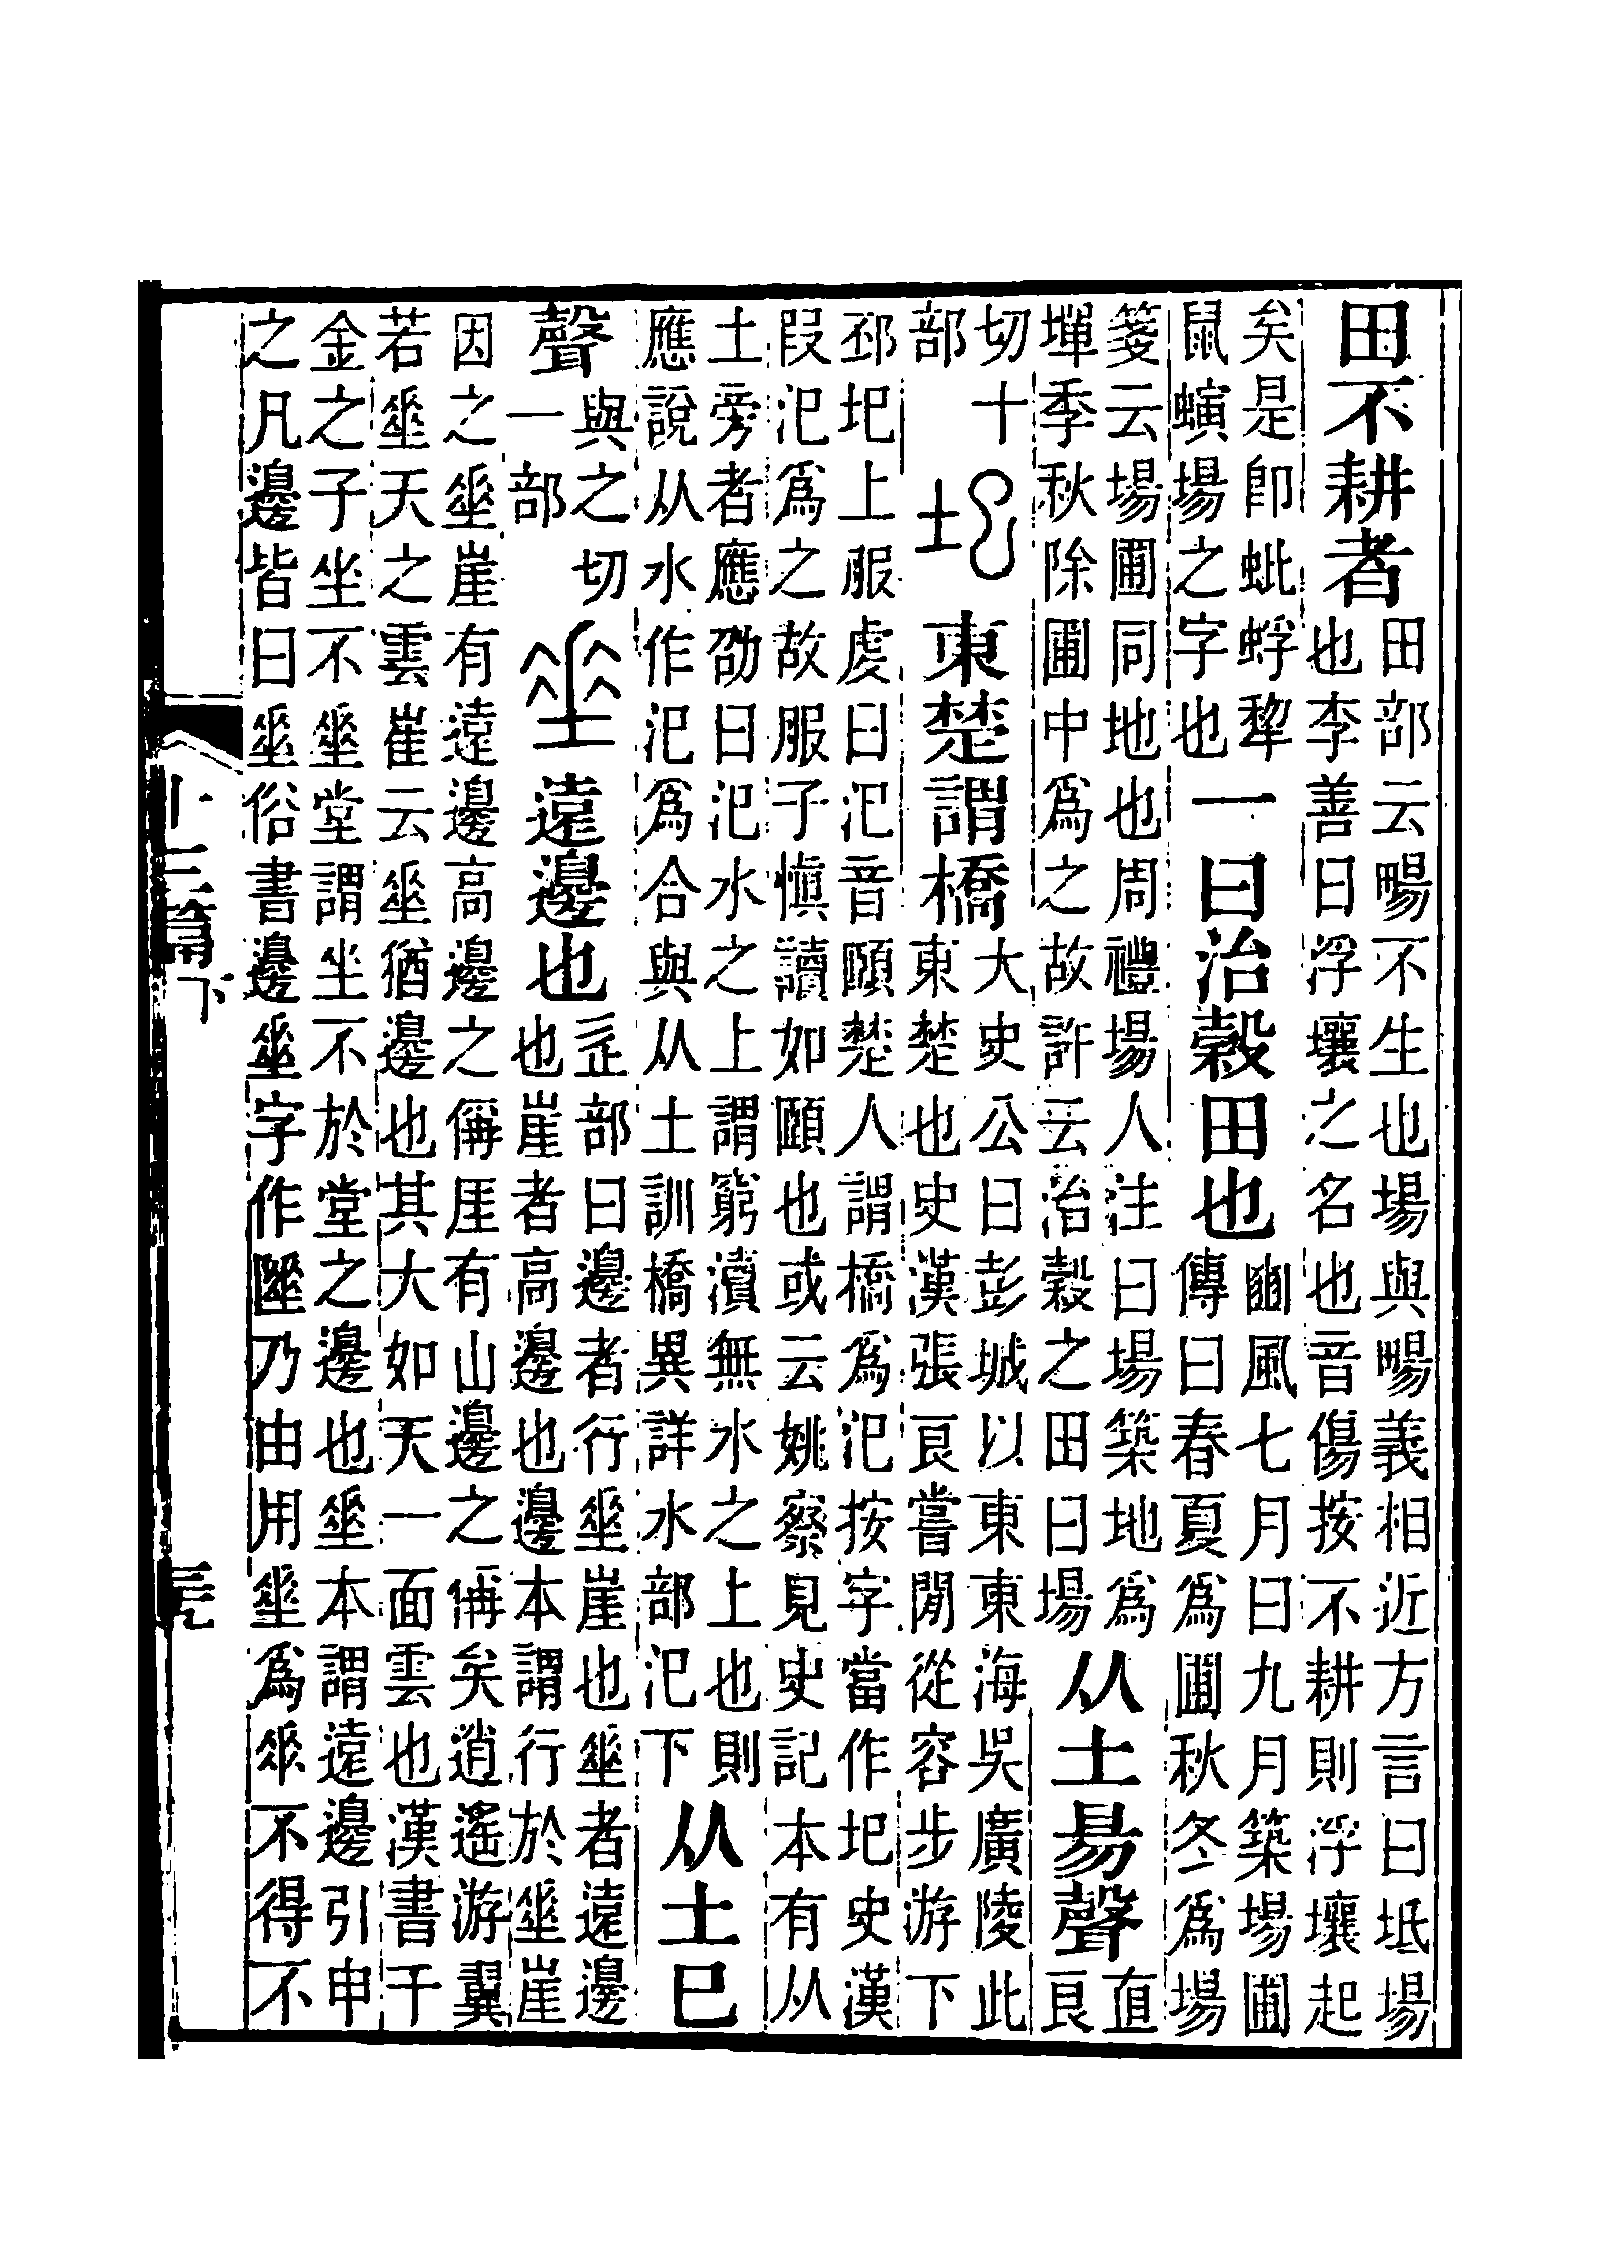 田不耕者
田部云畼不生也場與畼義相近方言曰坻場
也李善曰浮壤之名也音傷按不耕則浮壤起
矣是卽蚍蜉犂
鼠螾場之字也
一曰治穀田也
豳風七月曰九月築場圃
傳曰春夏爲圃秋冬爲場
箋云場圃同地也周禮場人注曰場築地爲
墠季秋除圃中爲之故許云治穀之田曰場
从土昜聲
直
良
切十
部
圯
東楚謂橋
大史公曰彭城以東東海吳廣陵此
東楚也史漢張良嘗閒從容步游下
邳圯上服虔曰汜音頤楚人謂橋爲汜按字當作圯史漢
叚汜爲之故服子愼讀如頤也或云姚察見史記本有从
土旁者應劭曰汜水之上謂窮瀆無水之上也則
應說从水作汜爲合與从土訓橋異詳水部汜下
从土巳
聲
與之切
一部
垂
遠邊也
辵部曰邊者行垂崖也垂者遠邊
也崖者高邊也邊本謂行於垂崖
因之垂崖有遠邊高邊之偁厓有山邊之偁矣逍遙游翼
若垂天之雲崔云垂猶邊也其大如天一面雲也漢書千
金之子坐不垂堂謂坐不於堂之邊也垂本謂遠邊引申
之凡邊皆曰垂俗書邊垂字作陲乃由用垂爲𠂹不得不
十三篇下